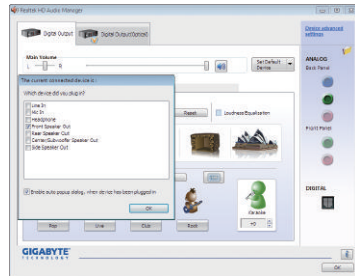 Realtek HD Audio Manager
Digital Output
Digital Output(Optical)
Device advanced settings
Main Volume
L
R
Set Default Device
ANALOG
Back Panel
The current connected device is :
Which device did you plug in?
Line In
Mic In
Headphone
Front Speaker Out
Rear Speaker Out
Center/Subwoofer Speaker Out
Side Speaker Out
Reset
Loudness Equalization
Front Panel
Enable auto popup dialog, when device has been plugged in
OK
DIGITAL
Karaoke
Pop
Live
Club
Rock
+0
GIGABYTE
TECHNOLOGY
OK